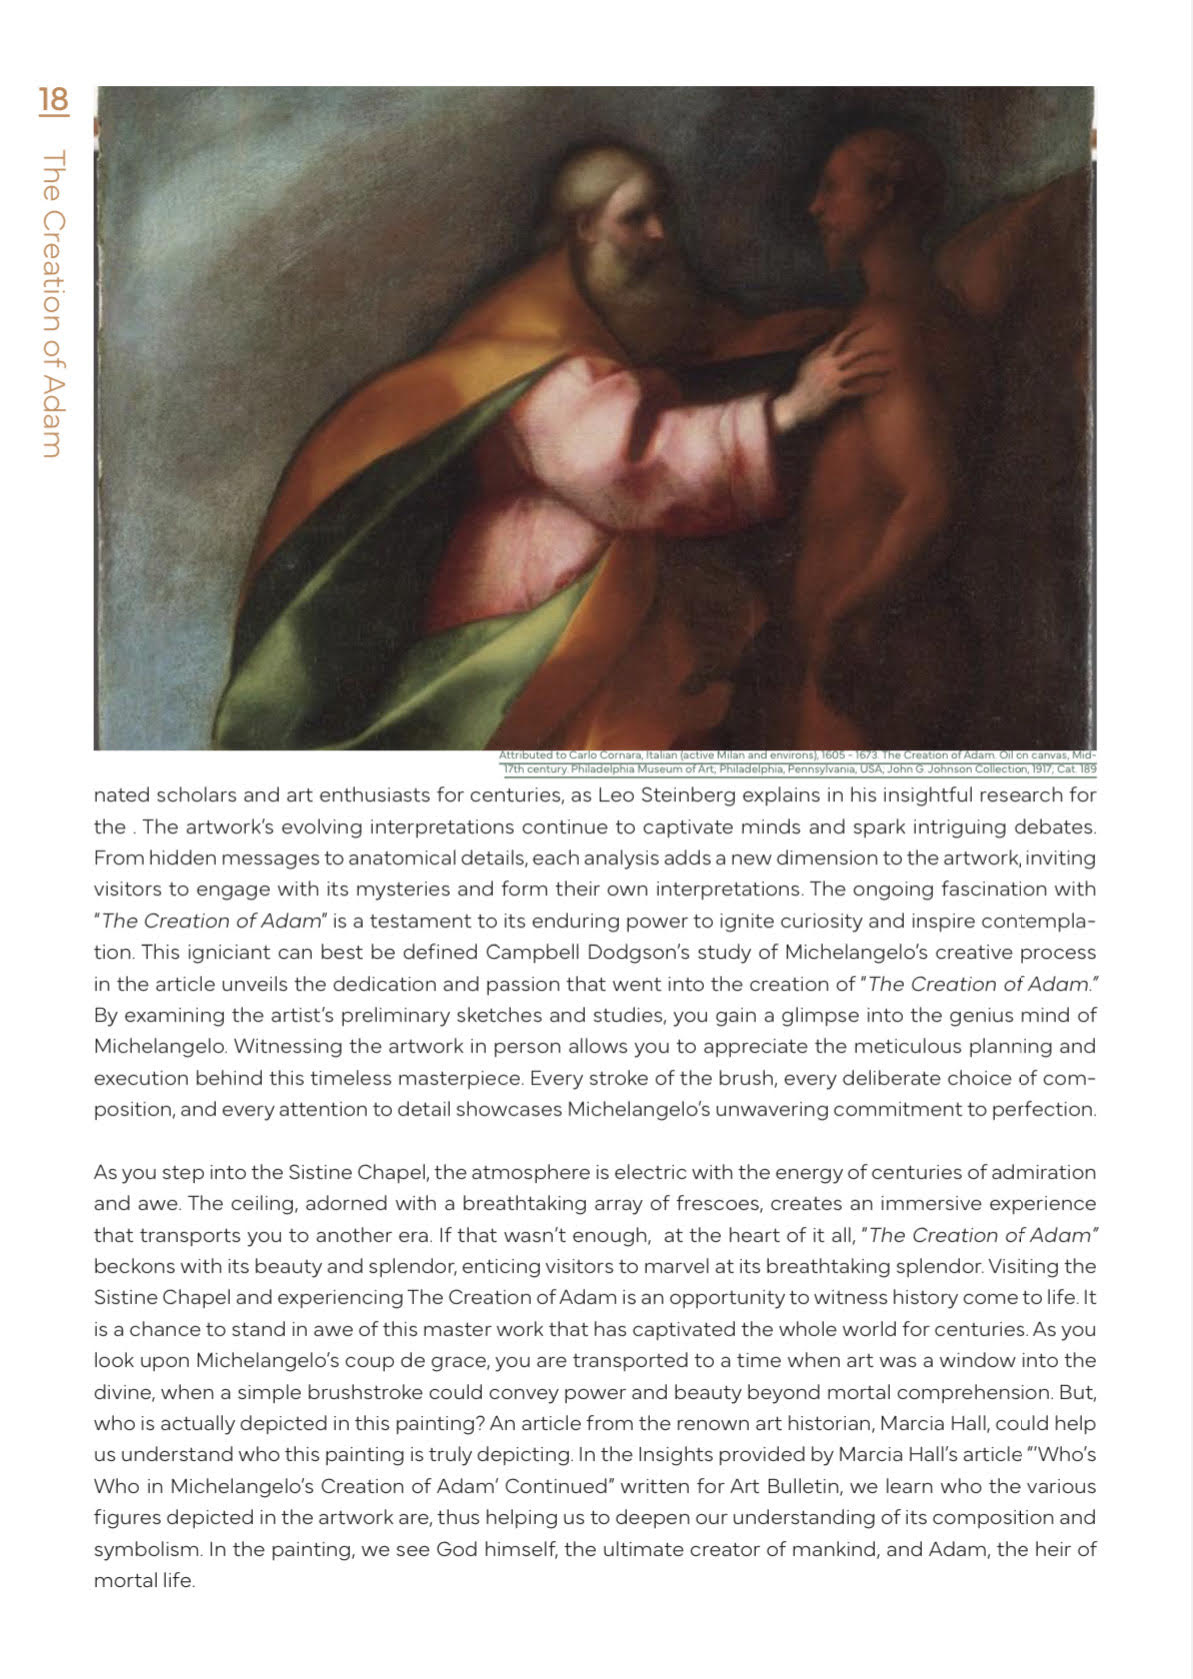 18
The Creation of Adam
Attributed to Carlo Cornara, Italian (active Milan and environs), 1605 - 1673. The Creation of Adam. Oil on canvas, Mid-
17th century. Philadelphia Museum of Art, Philadelphia, Pennsylvania, USA, John G. Johnson Collection, 1917, Cat. 189
nated scholars and art enthusiasts for centuries, as Leo Steinberg explains in his insightful research for
the . The artwork's evolving interpretations continue to captivate minds and spark intriguing debates.
From hidden messages to anatomical details, each analysis adds a new dimension to the artwork, inviting
visitors to engage with its mysteries and form their own interpretations. The ongoing fascination with
"The Creation of Adam" is a testament to its enduring power to ignite curiosity and inspire contempla-
tion. This igniciant can best be defined Campbell Dodgson's study of Michelangelo's creative process
in the article unveils the dedication and passion that went into the creation of "The Creation of Adam."
By examining the artist's preliminary sketches and studies, you gain a glimpse into the genius mind of
Michelangelo. Witnessing the artwork in person allows you to appreciate the meticulous planning and
execution behind this timeless masterpiece. Every stroke of the brush, every deliberate choice of com-
position, and every attention to detail showcases Michelangelo's unwavering commitment to perfection.
As you step into the Sistine Chapel, the atmosphere is electric with the energy of centuries of admiration
and awe. The ceiling, adorned with a breathtaking array of frescoes, creates an immersive experience
that transports you to another era. If that wasn't enough,  at the heart of it all, "The Creation of Adam"
beckons with its beauty and splendor, enticing visitors to marvel at its breathtaking splendor. Visiting the
Sistine Chapel and experiencing The Creation of Adam is an opportunity to witness history come to life. It
is a chance to stand in awe of this master work that has captivated the whole world for centuries. As you
look upon Michelangelo's coup de grace, you are transported to a time when art was a window into the
divine, when a simple brushstroke could convey power and beauty beyond mortal comprehension. But,
who is actually depicted in this painting? An article from the renown art historian, Marcia Hall, could help
us understand who this painting is truly depicting. In the Insights provided by Marcia Hall's article "'Who's
Who in Michelangelo's Creation of Adam' Continued" written for Art Bulletin, we learn who the various
figures depicted in the artwork are, thus helping us to deepen our understanding of its composition and
symbolism. In the painting, we see God himself, the ultimate creator of mankind, and Adam, the heir of
mortal life.